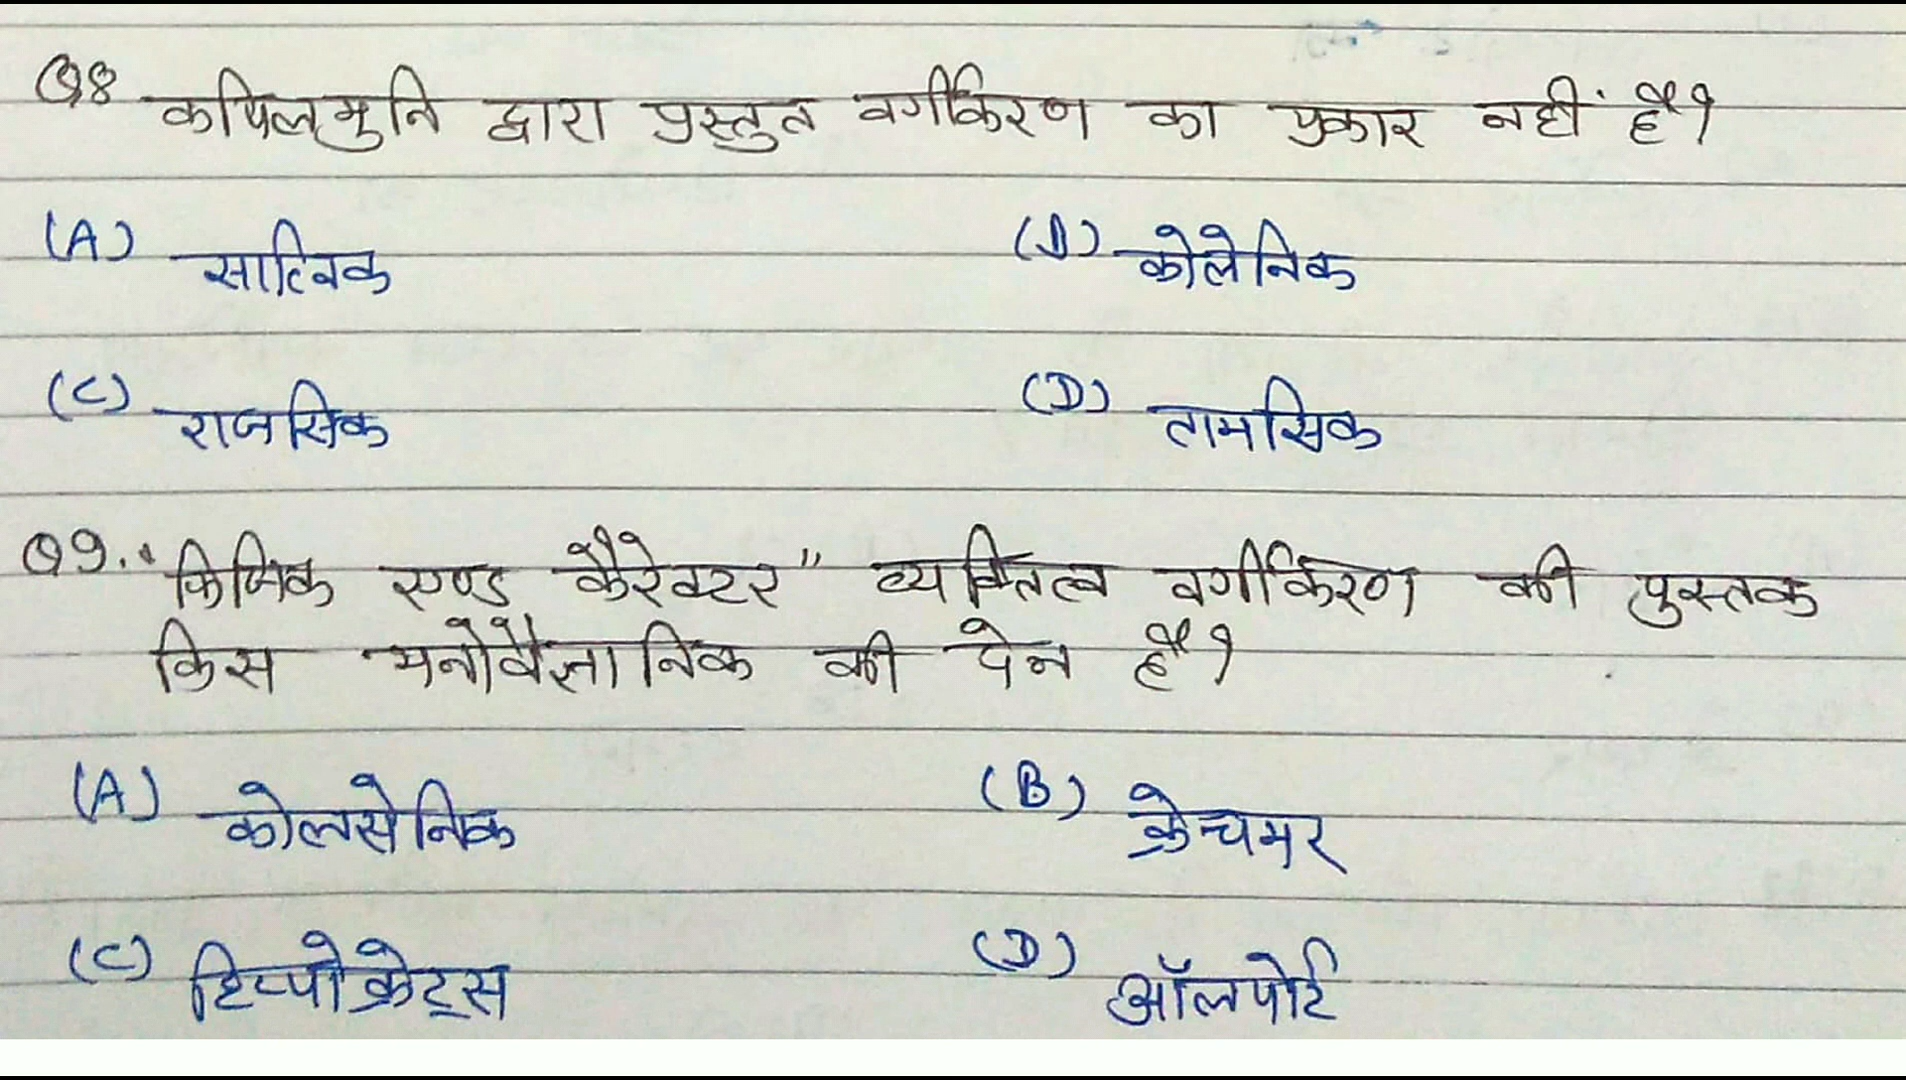 Q8 कपिलमुनि द्वारा प्रस्तुत वर्गीकरण का प्रकार नहीं है?
(A) सात्विक (D) कोलेनिक
(C) राजसिक (D) तामसिक
Q9. "फिजिक एण्ड कैरेक्टर" व्यक्तित्व वर्गीकरण की पुस्तक
किस मनोवैज्ञानिक की देन है?
(A) कोलसेनिक (B) क्रेचमर
(C) हिप्पोक्रेट्स (D) ऑलपोर्ट